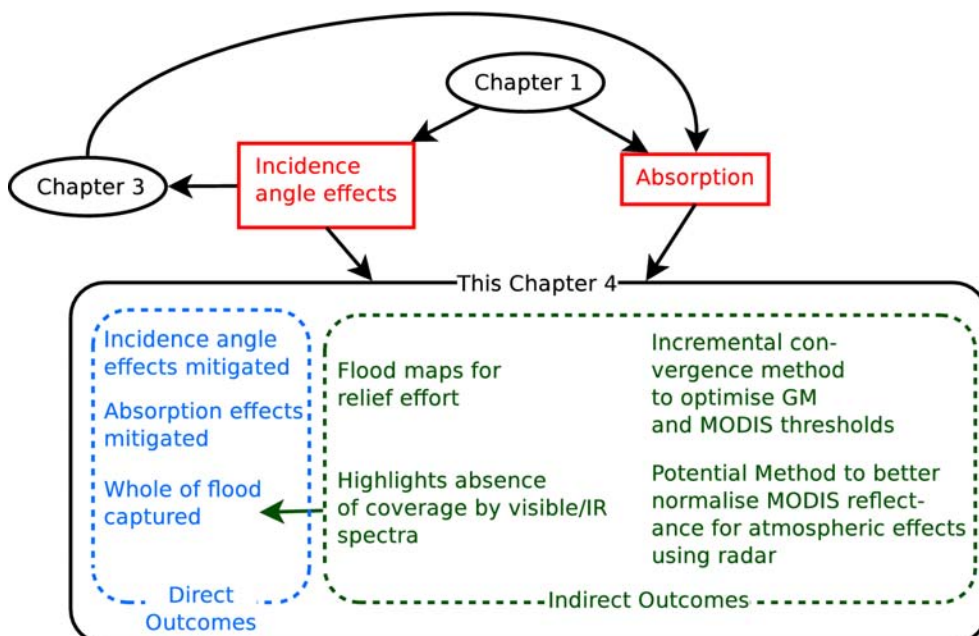 Chapter 1
Incidence
angle effects
Absorption
Chapter 3
This Chapter 4
Incidence angle
effects mitigated
Absorption effects
mitigated
Whole of flood
captured
Direct
Outcomes
Flood maps for
relief effort
Highlights absence
of coverage by visible/IR
spectra
Incremental con-
vergence method
to optimise GM
and MODIS thresholds
Potential Method to better
normalise MODIS reflect-
ance for atmospheric effects
using radar
Indirect Outcomes